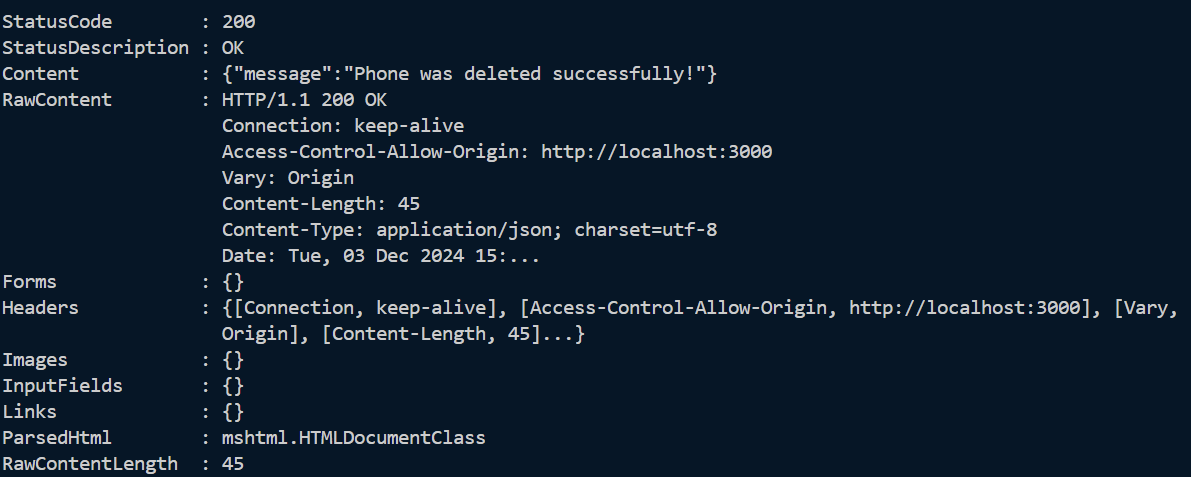 StatusCode        : 200
StatusDescription : OK
Content           : {"message":"Phone was deleted successfully!"}
RawContent        : HTTP/1.1 200 OK
                    Connection: keep-alive
                    Access-Control-Allow-Origin: http://localhost:3000
                    Vary: Origin
                    Content-Length: 45
                    Content-Type: application/json; charset=utf-8
                    Date: Tue, 03 Dec 2024 15:...
Forms             : {}
Headers           : {[Connection, keep-alive], [Access-Control-Allow-Origin, http://localhost:3000], [Vary,
                    Origin], [Content-Length, 45]...}
Images            : {}
InputFields       : {}
Links             : {}
ParsedHtml        : mshtml.HTMLDocumentClass
RawContentLength  : 45